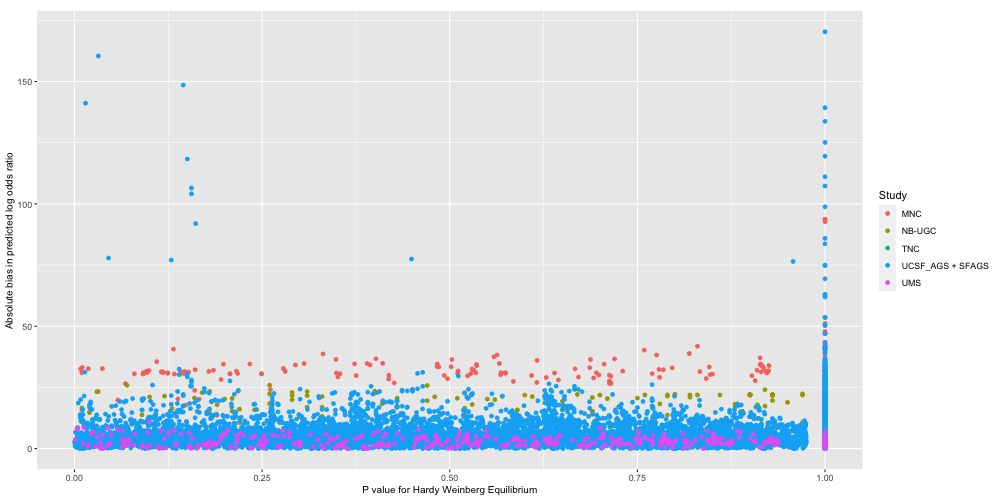 Absolute bias in predicted log odds ratio
150
100
50
0
0.00 0.25 0.50 0.75 1.00
P value for Hardy Weinberg Equilibrium
Study
MNC
NB-UGC
TNC
UCSF_AGS + SFAGS
UMS